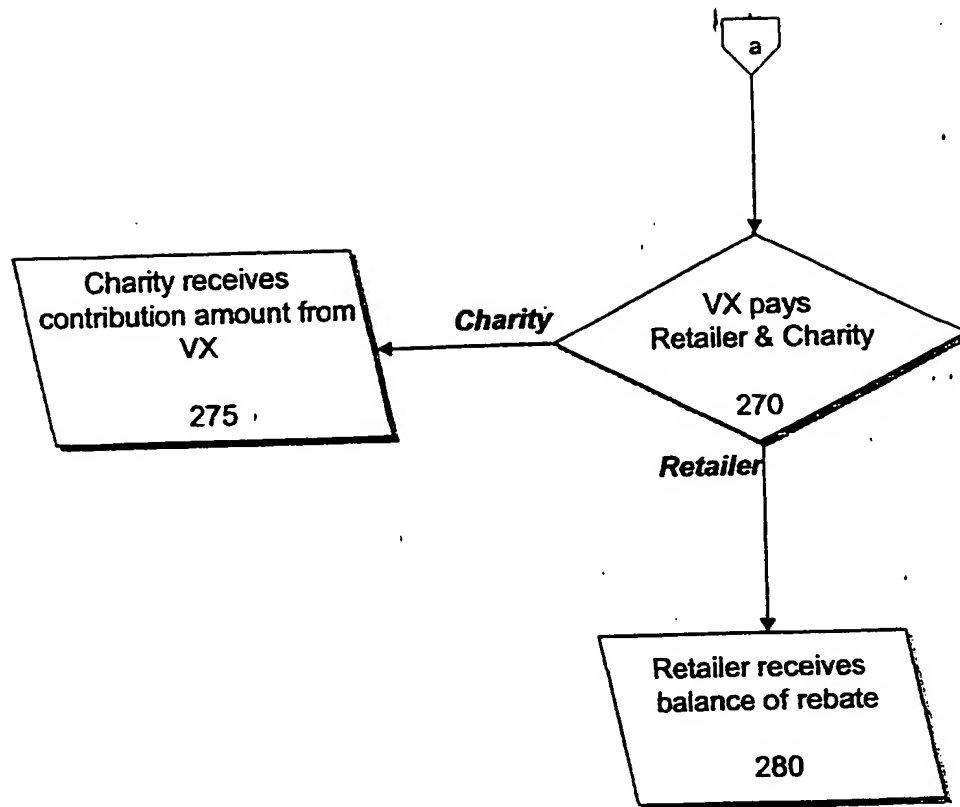 a
VX pays
Retailer & Charity
270
Charity
Charity receives
contribution amount from
VX
275
Retailer
Retailer receives
balance of rebate
280